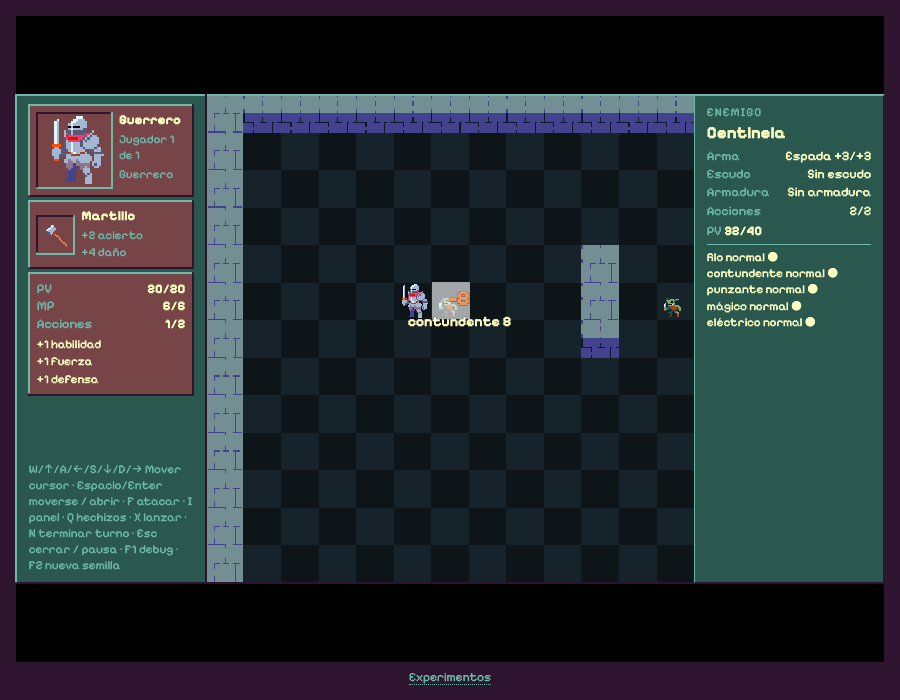 Guerrero
Jugador 1
de 1
Guerrero
Martillo
+2 acierto
+4 daño
PV 80/80
MP 6/6
Acciones 1/2
+1 habilidad
+1 fuerza
+1 defensa
W/↑/A/←/S/↓/D/→ Mover
cursor · Espacio/Enter
moverse / abrir · F atacar · I
panel · Q hechizos · X lanzar ·
N terminar turno · Esc
cerrar / pausa · F1 debug ·
F2 nueva semilla
-8
contundente 8
ENEMIGO
Centinela
Arma Espada +3/+3
Escudo Sin escudo
Armadura Sin armadura
Acciones 2/2
PV 32/40
filo normal
contundente normal
punzante normal
mágico normal
eléctrico normal
Experimentos